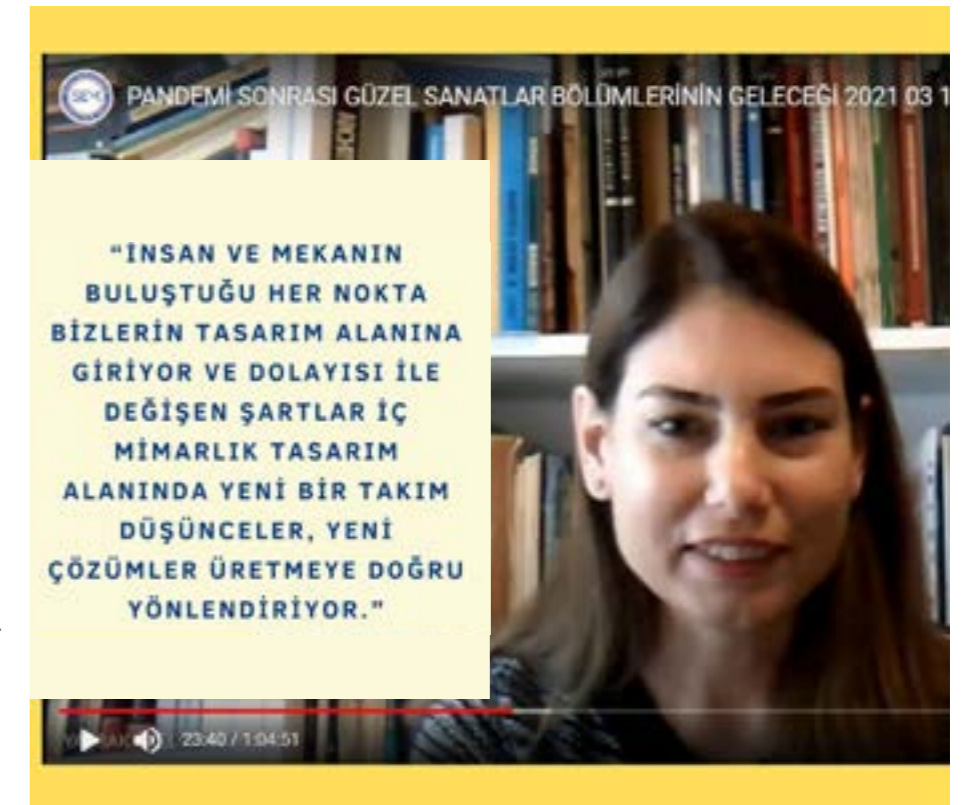 PANDEMİ SONRASI GÜZEL SANATLAR BÖLÜMLERİNİN GELECEĞİ 2021 03 1
"İNSAN VE MEKANIN
BULUŞTUĞU HER NOKTA
BİZLERİN TASARIM ALANINA
GİRİYOR VE DOLAYISI İLE
DEĞİŞEN ŞARTLAR İÇ
MİMARLIK TASARIM
ALANINDA YENİ BİR TAKIM
DÜŞÜNCELER, YENİ
ÇÖZÜMLER ÜRETMEYE DOĞRU
YÖNLENDİRİYOR."
23:40 / 1:04:51